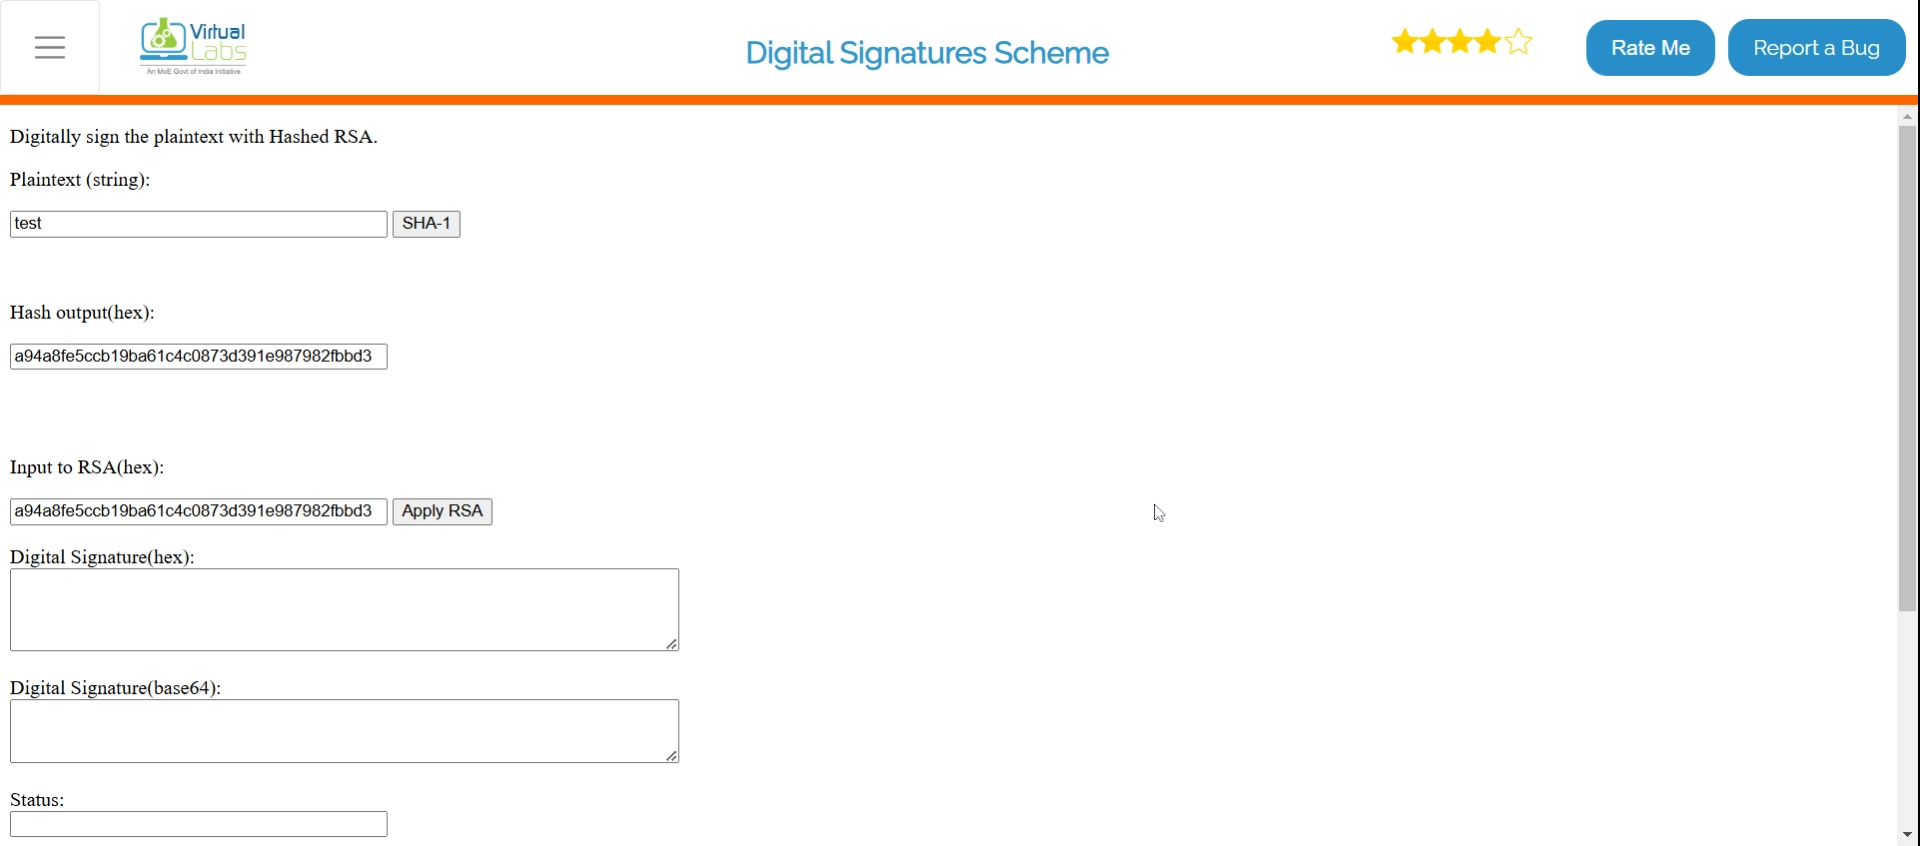 Virtual
Labs
An MoE Govt of India Initiative
Digital Signatures Scheme
Rate Me
Report a Bug
Digitally sign the plaintext with Hashed RSA.
Plaintext (string):
test
SHA-1
Hash output(hex):
a94a8fe5ccb19ba61c4c0873d391e987982fbbd3
Input to RSA(hex):
a94a8fe5ccb19ba61c4c0873d391e987982fbbd3
Apply RSA
Digital Signature(hex):
Digital Signature(base64):
Status: